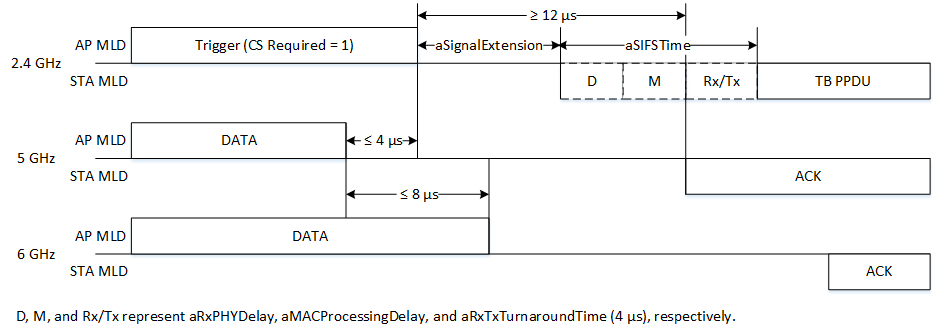 ≥ 12 µs
AP MLD
Trigger (CS Required = 1)
aSignalExtension
aSIFSTime
2.4 GHz
STA MLD
D
M
Rx/Tx
TB PPDU
AP MLD
DATA
≤ 4 µs
5 GHz
STA MLD
ACK
≤ 8 µs
AP MLD
DATA
6 GHz
STA MLD
ACK
D, M, and Rx/Tx represent aRxPHYDelay, aMACProcessingDelay, and aRxTxTurnaroundTime (4 µs), respectively.